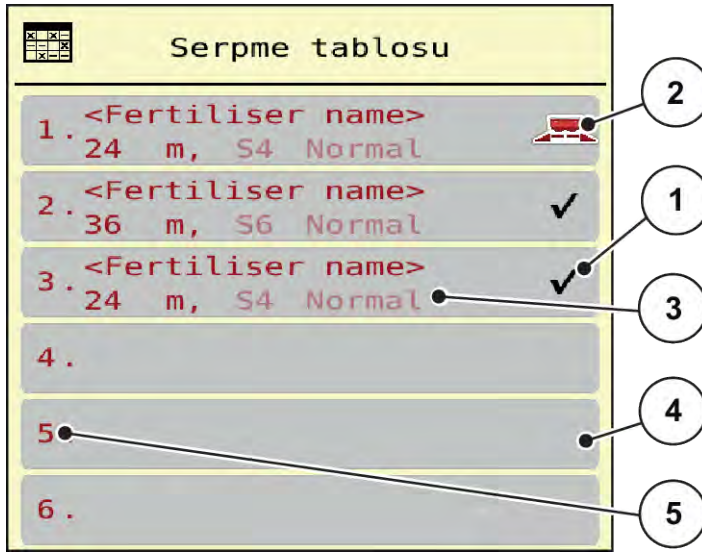 Serpme tablosu
1. <Fertiliser name>
24 m, S4 Normal
2. <Fertiliser name>
36 m, S6 Normal
3. <Fertiliser name>
24 m, S4 Normal
4.
5.
6.
2
1
3
4
5